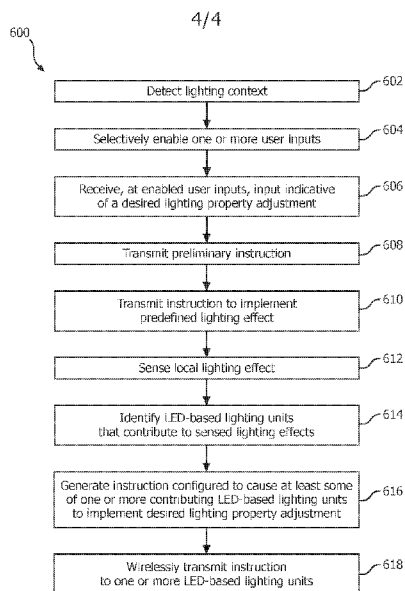 4/4
600
Detect lighting context
602
Selectively enable one or more user inputs
604
Receive, at enabled user inputs, input indicative
of a desired lighting property adjustment
606
Transmit preliminary instruction
608
Transmit instruction to implement
predefined lighting effect
610
Sense local lighting effect
612
Identify LED-based lighting units
that contribute to sensed lighting effects
614
Generate instruction configured to cause at least some
of one or more contributing LED-based lighting units
to implement desired lighting property adjustment
616
Wirelessly transmit instruction
to one or more LED-based lighting units
618